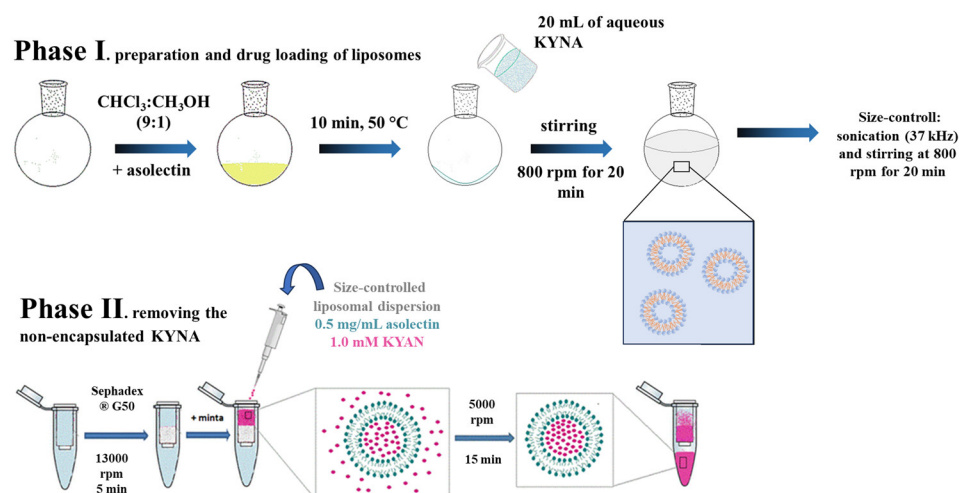 20 mL of aqueous
KYNA
Phase I. preparation and drug loading of liposomes
CHCl₃:CH₃OH
(9:1)
+ asolectin
10 min, 50 °C
stirring
800 rpm for 20
min
Size-controll:
sonication (37 kHz)
and stirring at 800
rpm for 20 min
Phase II. removing the
non-encapsulated KYNA
Size-controlled
liposomal dispersion
0.5 mg/mL asolectin
1.0 mM KYAN
Sephadex
® G50
13000
rpm
5 min
+ minta
5000
rpm
15 min